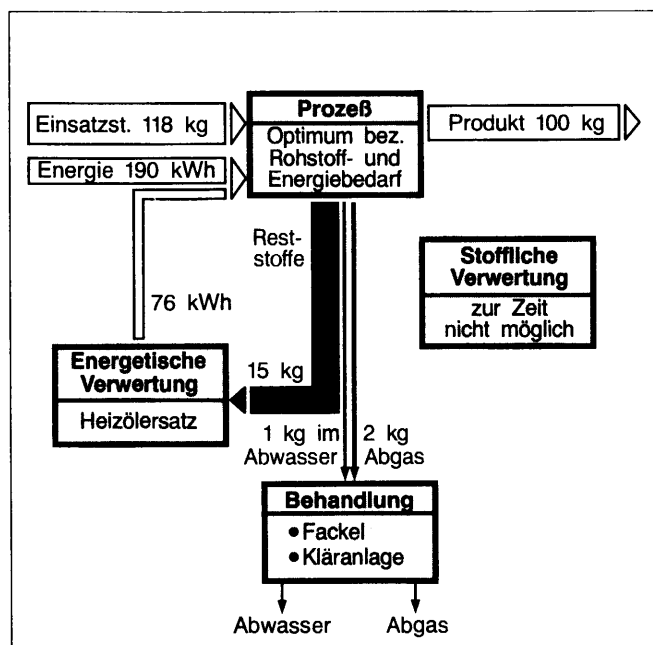 Prozeß
Einsatzst. 118 kg
Optimum bez.
Rohstoff- und
Energiebedarf
Produkt 100 kg
Energie 190 kWh
Rest-
stoffe
Stoffliche
Verwertung
zur Zeit
nicht möglich
76 kWh
Energetische
Verwertung
Heizölersatz
15 kg
1 kg im
Abwasser
2 kg
Abgas
Behandlung
• Fackel
• Kläranlage
Abwasser
Abgas